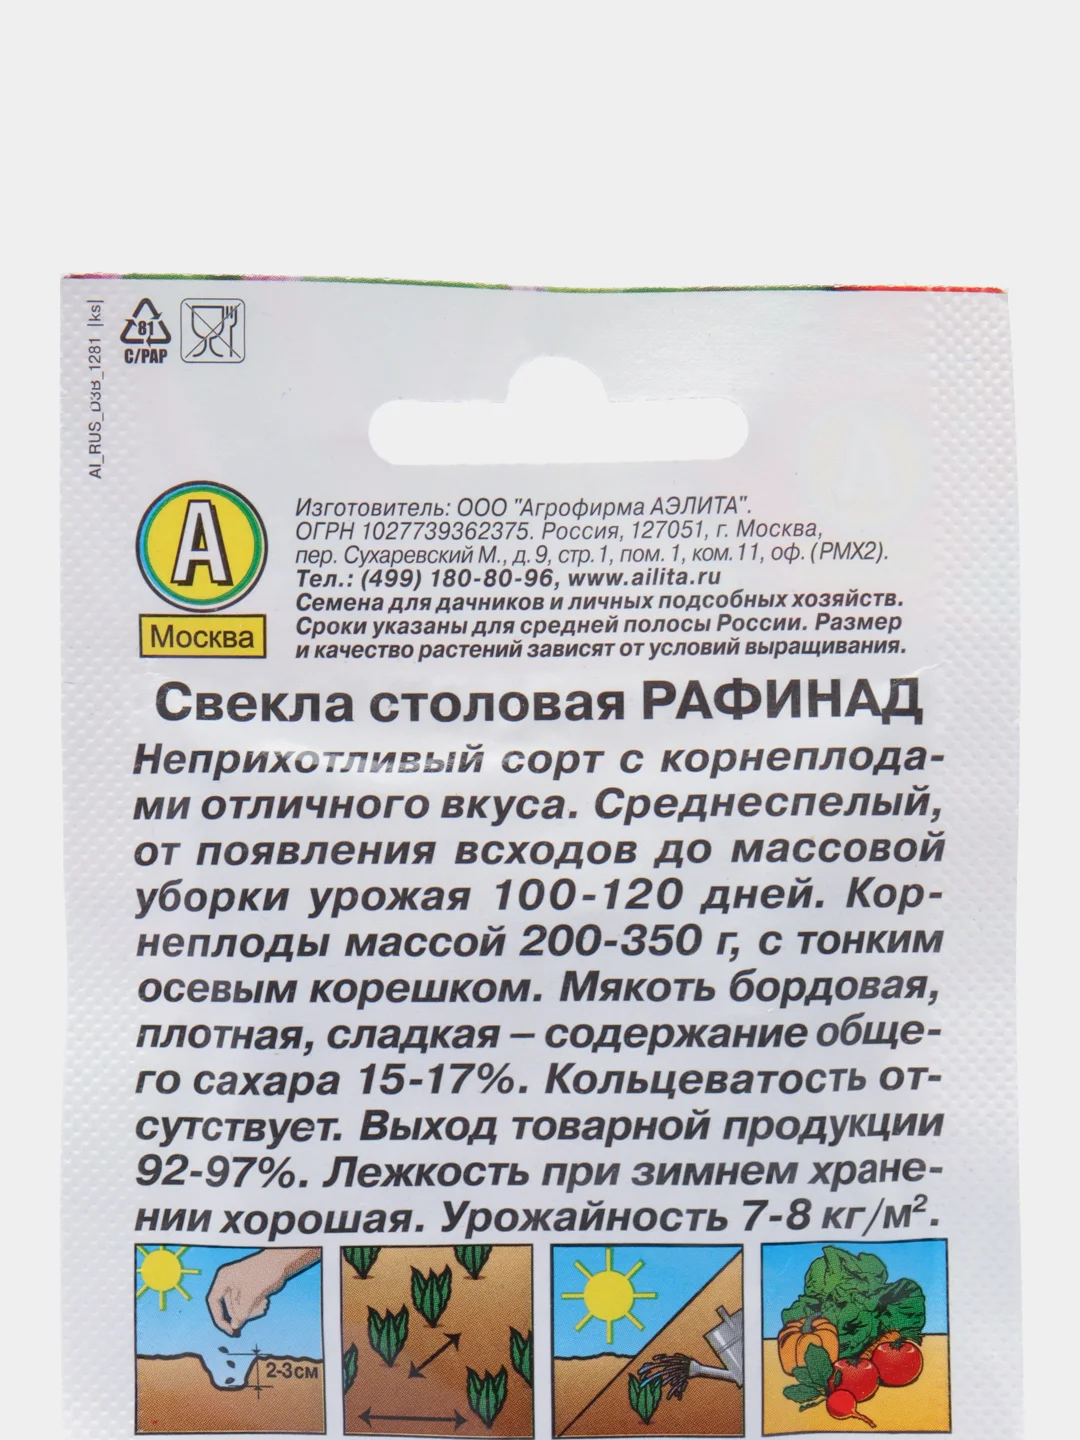 AI_RUS_D3B_1281 |ks|
81
C/PAP
А
Москва
Изготовитель: ООО "Агрофирма АЭЛИТА".
ОГРН 1027739362375. Россия, 127051, г. Москва,
пер. Сухаревский М., д. 9, стр. 1, пом. 1, ком. 11, оф. (РМХ2).
Тел.: (499) 180-80-96, www.ailita.ru
Семена для дачников и личных подсобных хозяйств.
Сроки указаны для средней полосы России. Размер
и качество растений зависят от условий выращивания.
Свекла столовая РАФИНАД
Неприхотливый сорт с корнеплода-
ми отличного вкуса. Среднеспелый,
от появления всходов до массовой
уборки урожая 100-120 дней. Кор-
неплоды массой 200-350 г, с тонким
осевым корешком. Мякоть бордовая,
плотная, сладкая – содержание обще-
го сахара 15-17%. Кольцеватость от-
сутствует. Выход товарной продукции
92-97%. Лежкость при зимнем хране-
нии хорошая. Урожайность 7-8 кг/м².
2-3см